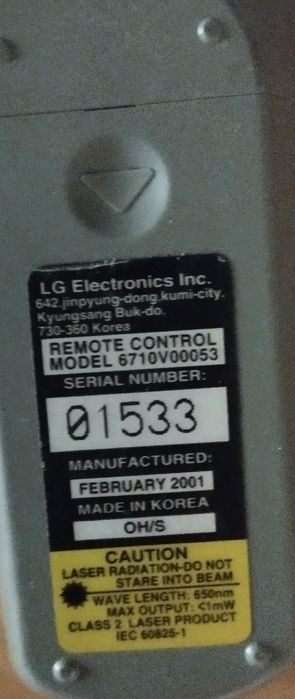 LG Electronics Inc.
642.jinpyung-dong.kumi-city.
Kyungsang Buk-do.
730-360 Korea
REMOTE CONTROL
MODEL 6710V00053
SERIAL NUMBER:
01533
MANUFACTURED:
FEBRUARY 2001
MADE IN KOREA
OH/S
CAUTION
LASER RADIATION-DO NOT
STARE INTO BEAM
WAVE LENGTH: 650nm
MAX OUTPUT: <1mW
CLASS 2 LASER PRODUCT
IEC 60825-1